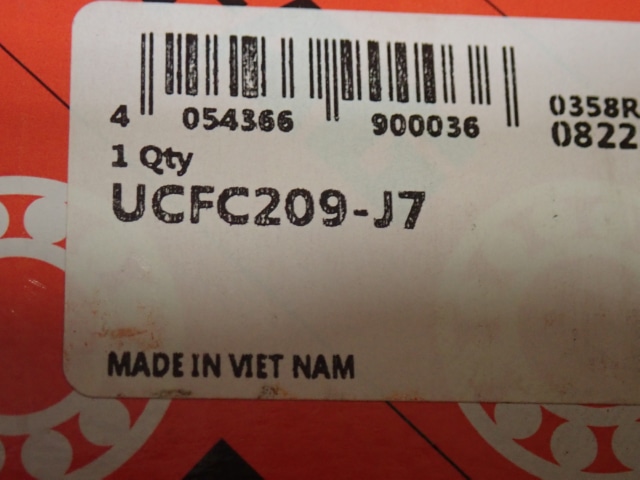 4 054366 900036
0358R
0822
1 Qty
UCFC209-J7
MADE IN VIET NAM